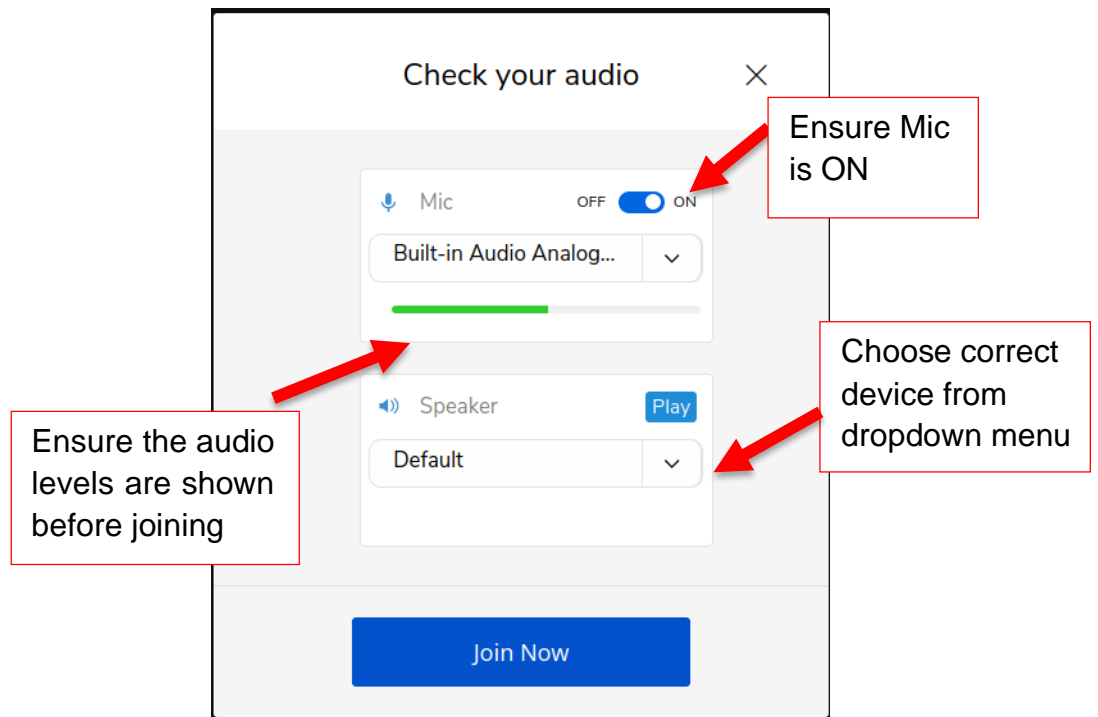 Check your audio
Ensure Mic
is ON
Mic
OFF
ON
Built-in Audio Analog...
Choose correct
device from
dropdown menu
Speaker
Play
Default
Ensure the audio
levels are shown
before joining
Join Now